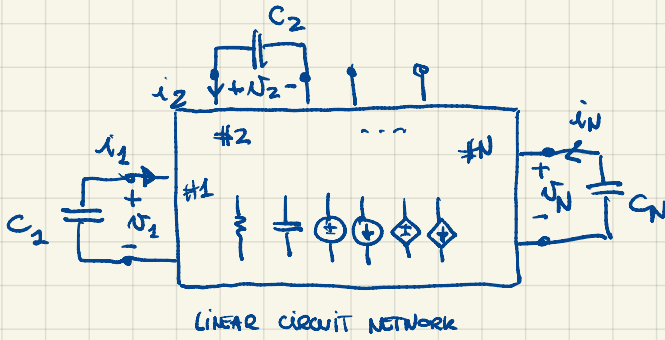 C2
i2 + v2 -
#2 ... #N
i1 iN
#1
C1 + v1 - + vN - CN
LINEAR CIRCUIT NETWORK